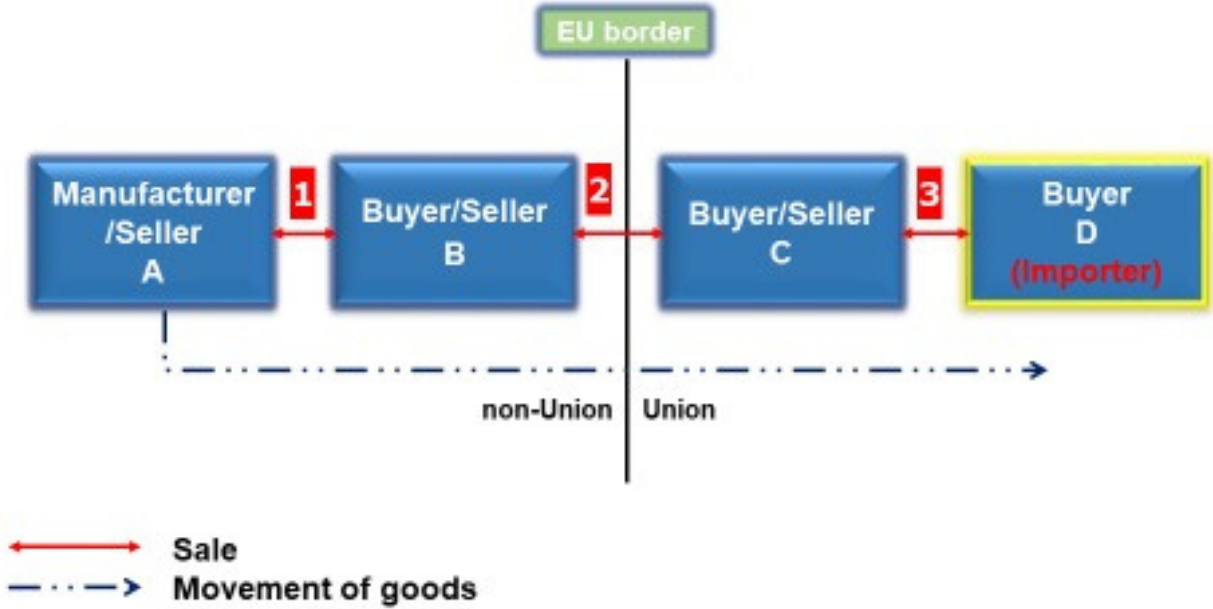 EU border
Manufacturer
/Seller
A
1
Buyer/Seller
B
2
Buyer/Seller
C
3
Buyer
D
(Importer)
non-Union
Union
Sale
Movement of goods